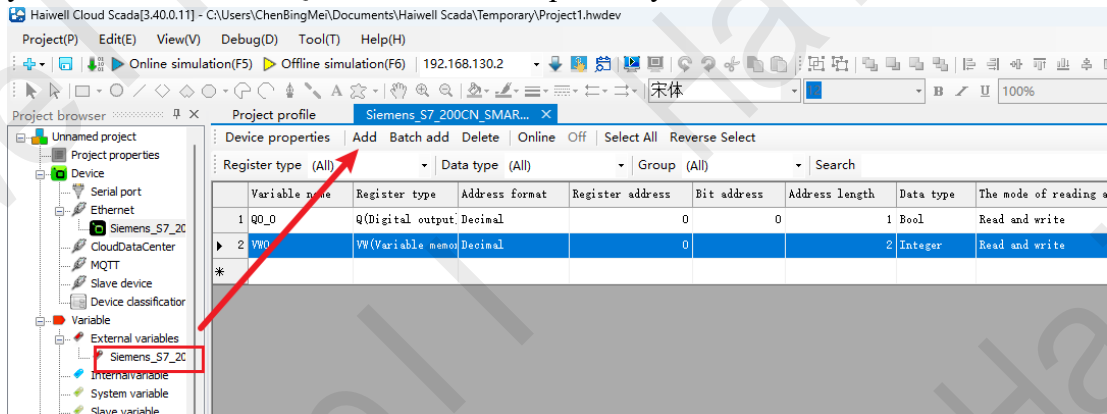 Haiwell Cloud Scada[3.40.0.11] - C:\Users\ChenBingMei\Documents\Haiwell Scada\Temporary\Project1.hwdev
Project(P) Edit(E) View(V) Debug(D) Tool(T) Help(H)
Online simulation(F5) Offline simulation(F6) 192.168.130.2
宋体 B U 100%
Project browser Project profile Siemens_S7_200CN_SMAR...
Unnamed project Device properties Add Batch add Delete Online Off Select All Reverse Select
Project properties
Device Register type (All) Data type (All) Group (All) Search
Serial port Variable name Register type Address format Register address Bit address Address length Data type The mode of reading a
Ethernet 1 Q0_0 Q(Digital output Decimal 0 0 1 Bool Read and write
Siemens_S7_20
CloudDataCenter 2 VW0 VW(Variable memo Decimal 0 2 Integer Read and write
MQTT
Slave device
Device classification
Variable
External variables
Siemens_S7_20
Internalvariable
System variable
Slave variable